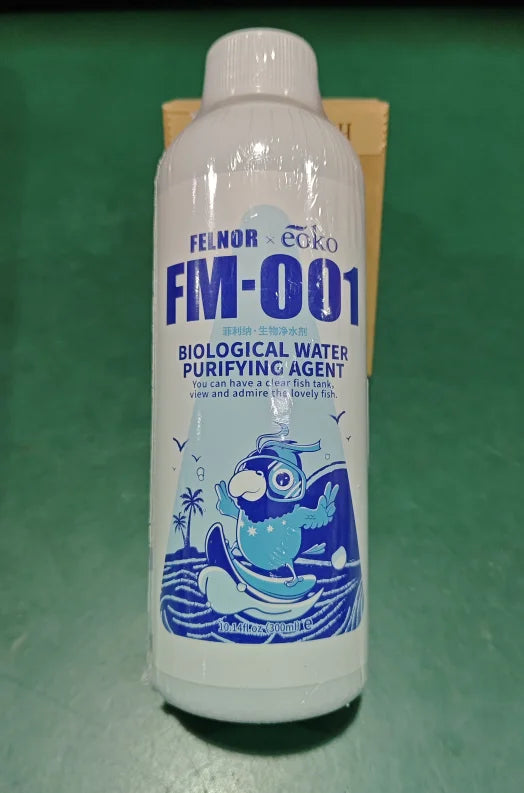 H
FELNOR × eōko
FM-001
菲利纳·生物净水剂
BIOLOGICAL WATER
PURIFYING AGENT
You can have a clear fish tank,
view and admire the lovely fish.
10.14fl.oz.(300ml) e